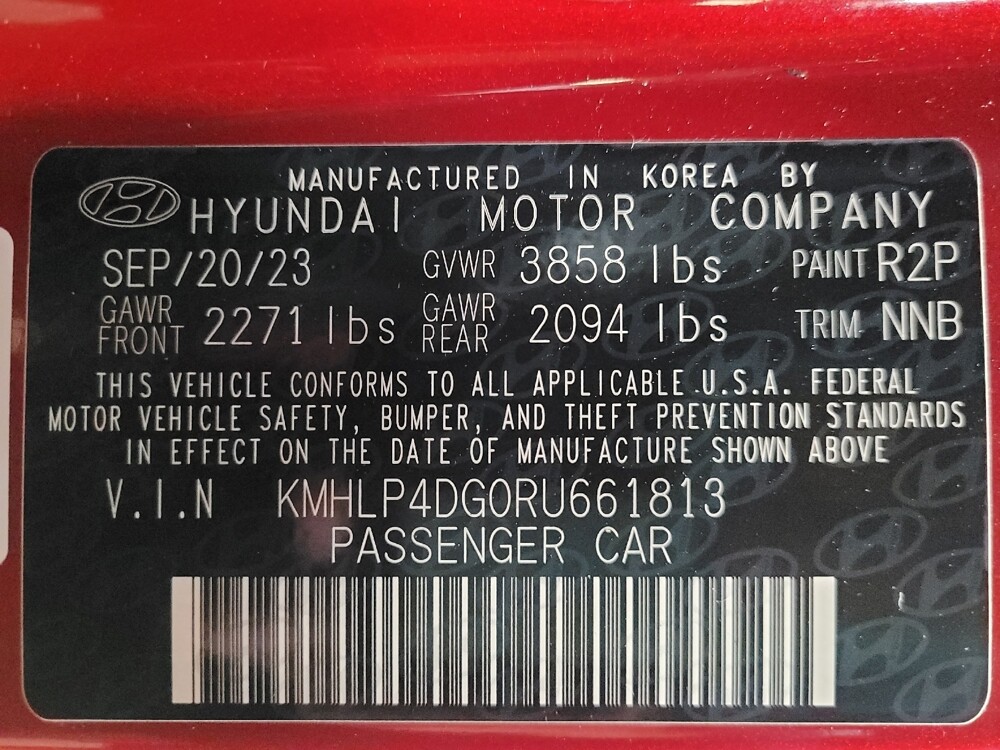 MANUFACTURED IN KOREA BY
HYUNDAI MOTOR COMPANY
SEP/20/23 GVWR 3858 lbs PAINT R2P
GAWR FRONT 2271 lbs GAWR REAR 2094 lbs TRIM NNB
THIS VEHICLE CONFORMS TO ALL APPLICABLE U.S.A. FEDERAL
MOTOR VEHICLE SAFETY, BUMPER, AND THEFT PREVENTION STANDARDS
IN EFFECT ON THE DATE OF MANUFACTURE SHOWN ABOVE
V.I.N KMHLP4DG0RU661813
PASSENGER CAR